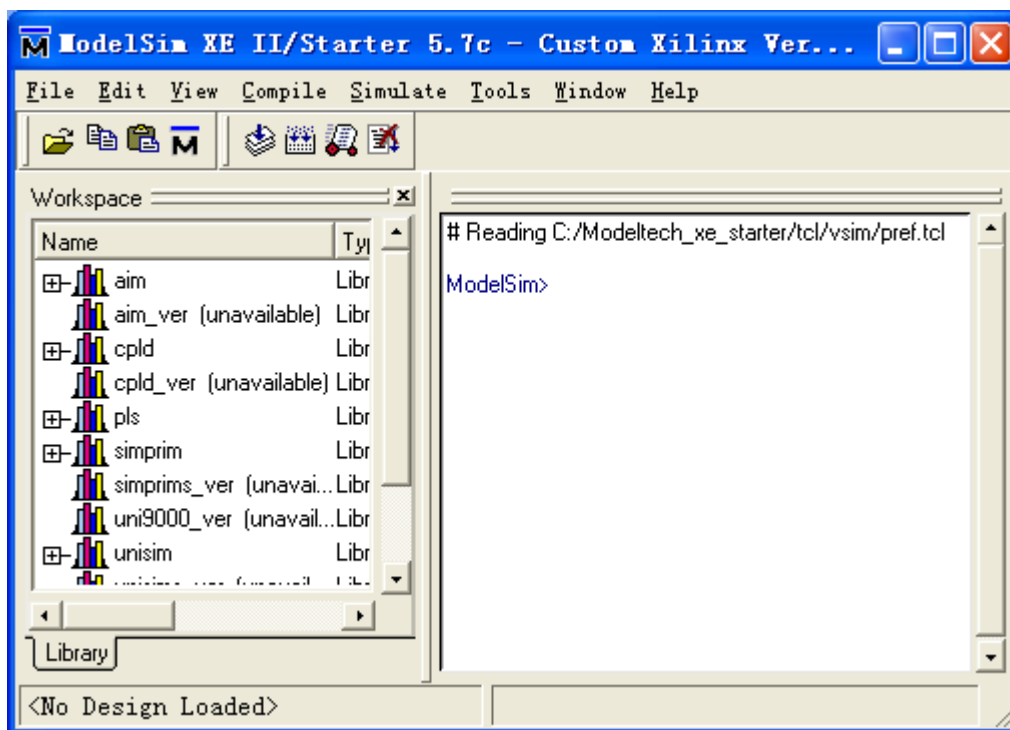 ModelSim XE II/Starter 5.7c - Custom Xilinx Ver...
File Edit View Compile Simulate Tools Window Help
Workspace
Name Ty
aim Libr
aim_ver (unavailable) Libr
cpld Libr
cpld_ver (unavailable) Libr
pls Libr
simprim Libr
simprims_ver (unavai... Libr
uni9000_ver (unavail... Libr
unisim Libr
Library
# Reading C:/Modeltech_xe_starter/tcl/vsim/pref.tcl
ModelSim>
<No Design Loaded>